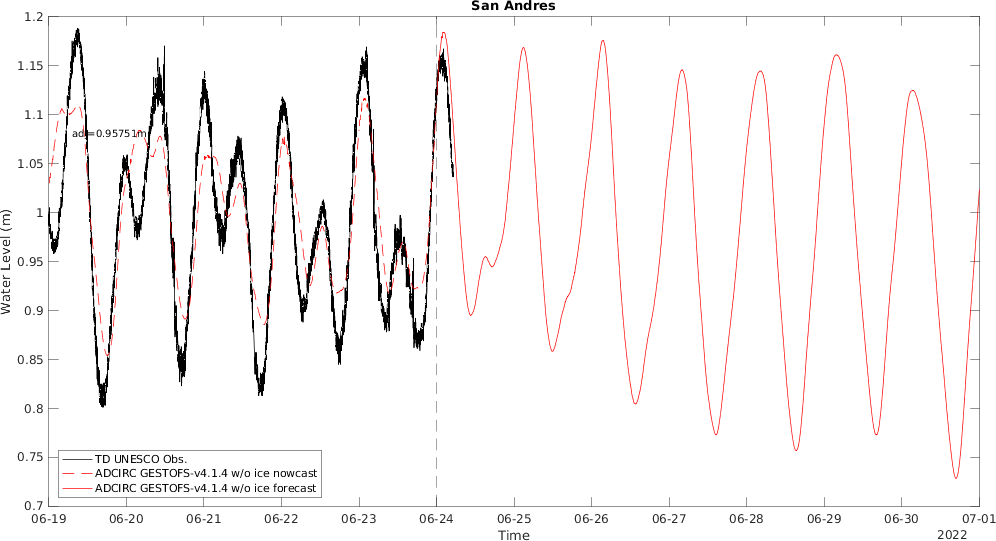 San Andres
1.2
1.15
1.1
1.05
1
0.95
0.9
0.85
0.8
0.75
0.7
Water Level (m)
adj=0.95751m
TD UNESCO Obs.
ADCIRC GESTOFS-v4.1.4 w/o ice nowcast
ADCIRC GESTOFS-v4.1.4 w/o ice forecast
06-19 06-20 06-21 06-22 06-23 06-24 06-25 06-26 06-27 06-28 06-29 06-30 07-01
Time
2022